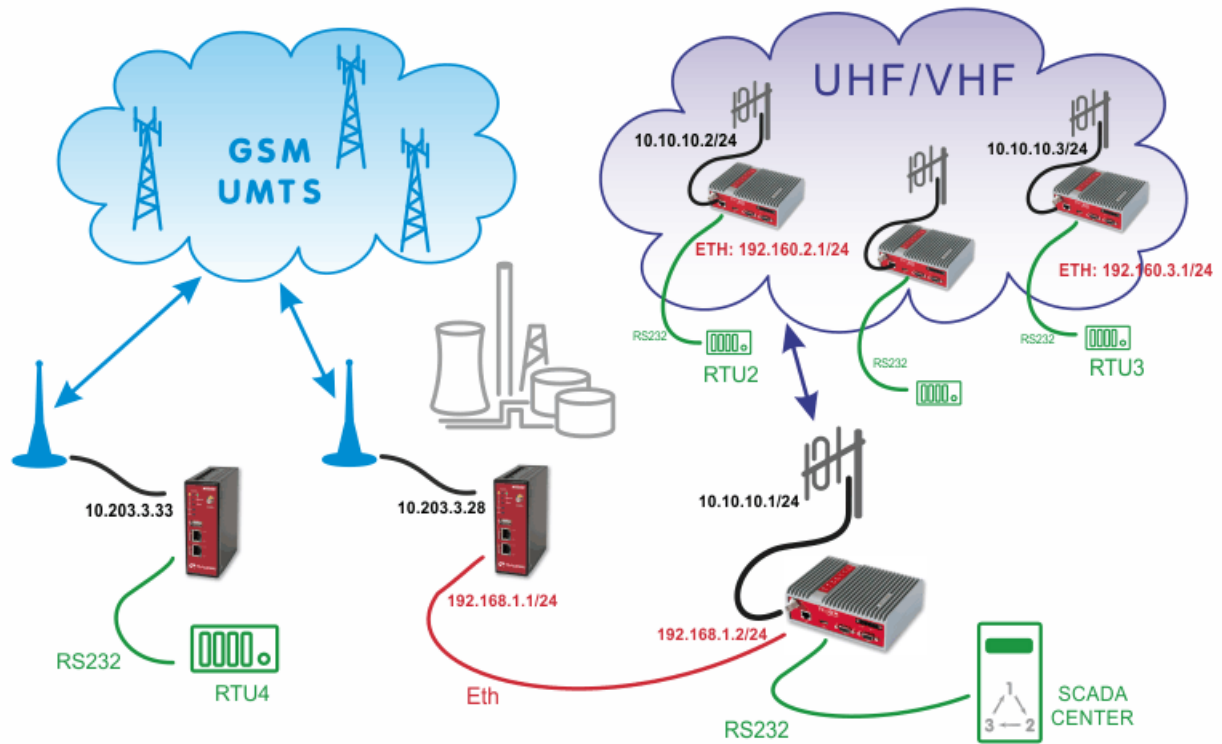 GSM
UMTS
UHF/VHF
10.10.10.2/24
10.10.10.3/24
ETH: 192.160.2.1/24
ETH: 192.160.3.1/24
RS232
RTU2
RS232
RS232
RTU3
10.203.3.33
10.203.3.28
10.10.10.1/24
192.168.1.1/24
192.168.1.2/24
RS232
RTU4
Eth
RS232
1
3
2
SCADA
CENTER